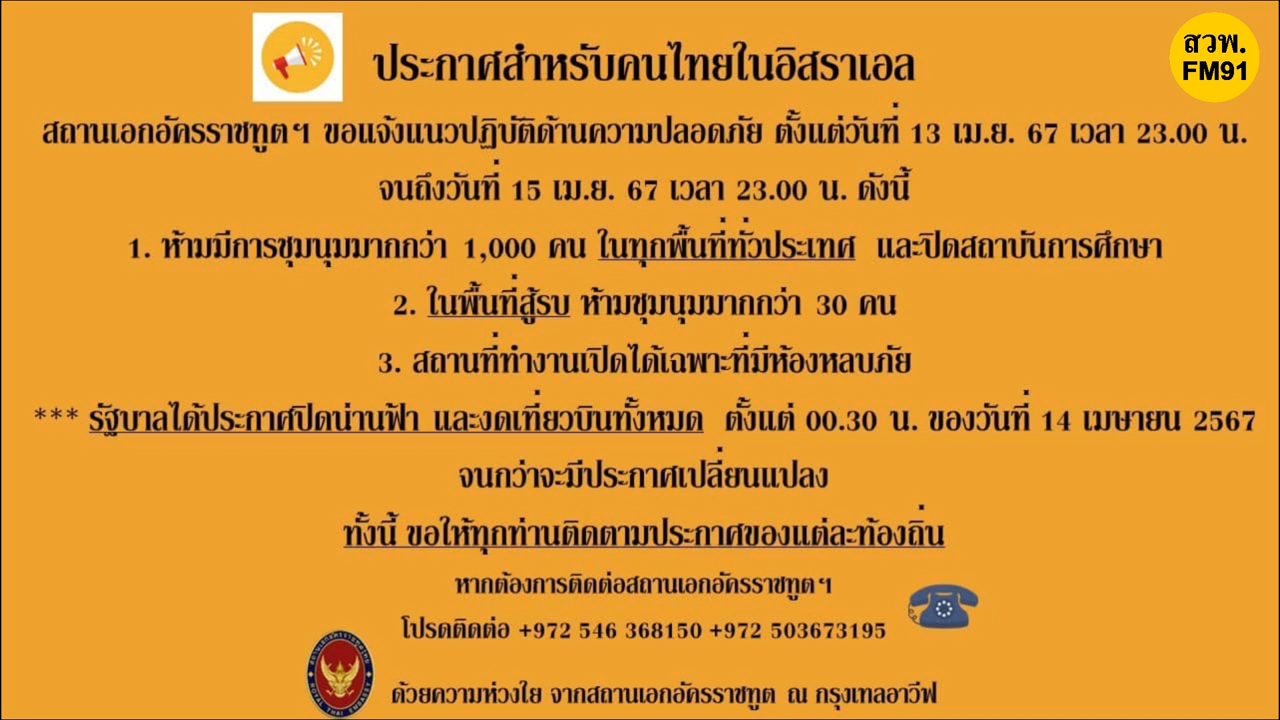 สวพ.
FM91
ประกาศสำหรับคนไทยในอิสราเอล
สถานเอกอัครราชทูตฯ ขอแจ้งแนวปฏิบัติด้านความปลอดภัย ตั้งแต่วันที่ 13 เม.ย. 67 เวลา 23.00 น.
จนถึงวันที่ 15 เม.ย. 67 เวลา 23.00 น. ดังนี้
1. ห้ามมีการชุมนุมมากกว่า 1,000 คน ในทุกพื้นที่ทั่วประเทศ และปิดสถาบันการศึกษา
2. ในพื้นที่สู้รบ ห้ามชุมนุมมากกว่า 30 คน
3. สถานที่ทำงานเปิดได้เฉพาะที่มีห้องหลบภัย
*** รัฐบาลได้ประกาศปิดน่านฟ้า และงดเที่ยวบินทั้งหมด ตั้งแต่ 00.30 น. ของวันที่ 14 เมษายน 2567
จนกว่าจะมีประกาศเปลี่ยนแปลง
ทั้งนี้ ขอให้ทุกท่านติดตามประกาศของแต่ละท้องถิ่น
หากต้องการติดต่อสถานเอกอัครราชทูตฯ
โปรดติดต่อ +972 546 368150 +972 503673195
ROYAL THAI EMBASSY
ด้วยความห่วงใย จากสถานเอกอัครราชทูต ณ กรุงเทลอาวีฟ